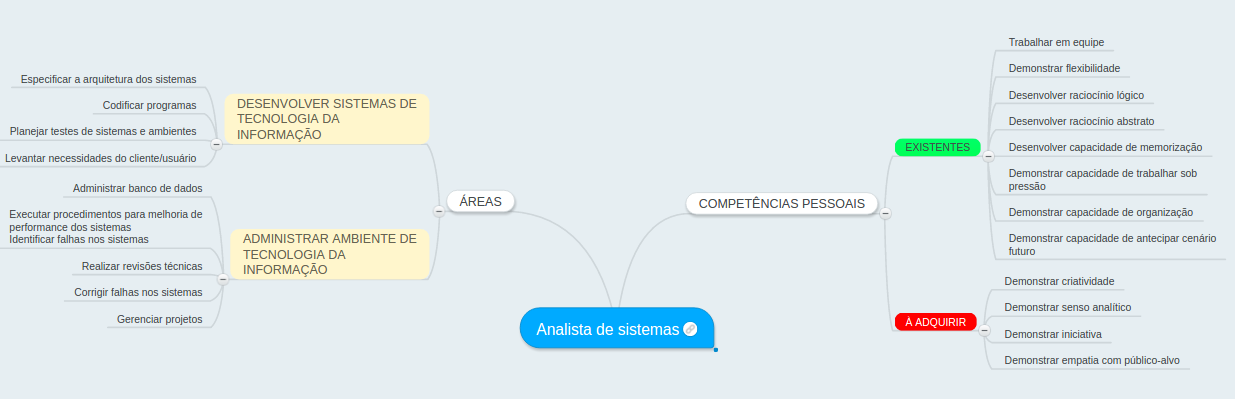 Especificar a arquitetura dos sistemas
Codificar programas
Planejar testes de sistemas e ambientes
Levantar necessidades do cliente/usuário
DESENVOLVER SISTEMAS DE
TECNOLOGIA DA
INFORMAÇÃO
Administrar banco de dados
Executar procedimentos para melhoria de
performance dos sistemas
Identificar falhas nos sistemas
Realizar revisões técnicas
Corrigir falhas nos sistemas
Gerenciar projetos
ADMINISTRAR AMBIENTE DE
TECNOLOGIA DA
INFORMAÇÃO
ÁREAS
Analista de sistemas
COMPETÊNCIAS PESSOAIS
EXISTENTES
Trabalhar em equipe
Demonstrar flexibilidade
Desenvolver raciocínio lógico
Desenvolver raciocínio abstrato
Desenvolver capacidade de memorização
Demonstrar capacidade de trabalhar sob
pressão
Demonstrar capacidade de organização
Demonstrar capacidade de antecipar cenário
futuro
À ADQUIRIR
Demonstrar criatividade
Demonstrar senso analítico
Demonstrar iniciativa
Demonstrar empatia com público-alvo